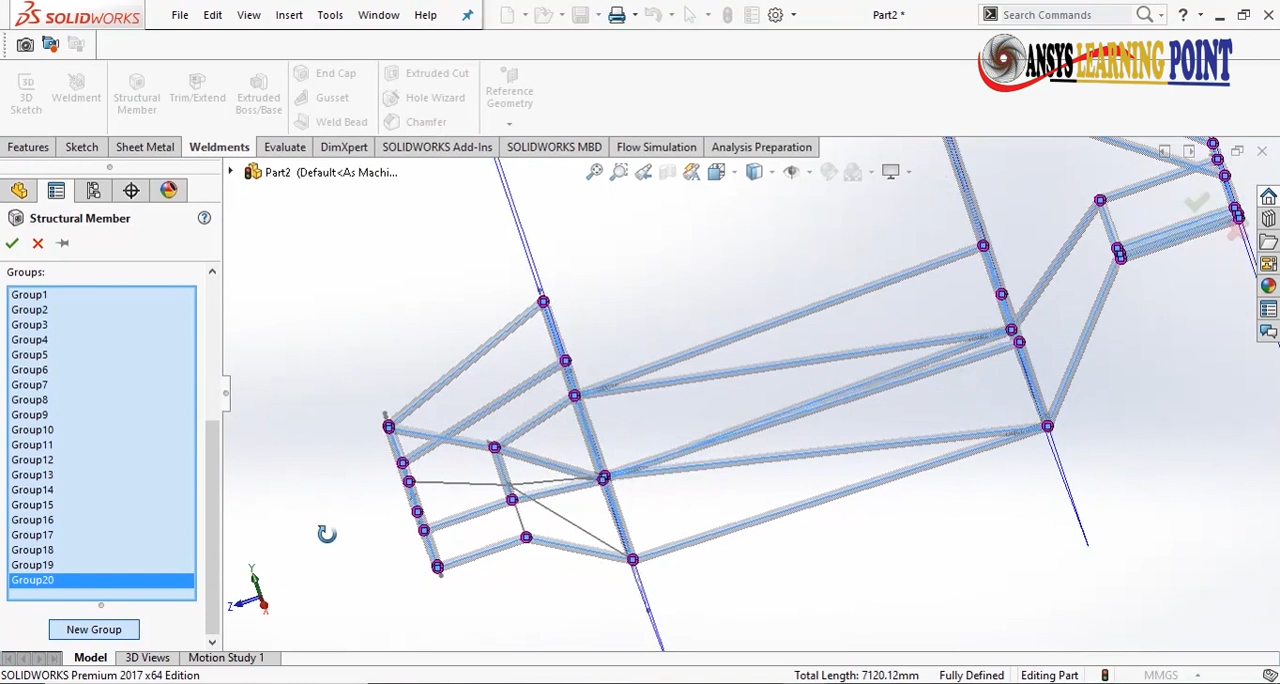 SOLIDWORKS File Edit View Insert Tools Window Help Part2 * Search Commands ?
ANSYS LEARNING POINT
3D Sketch Weldment Structural Member Trim/Extend Extruded Boss/Base End Cap Gusset Weld Bead Extruded Cut Hole Wizard Chamfer Reference Geometry
Features Sketch Sheet Metal Weldments Evaluate DimXpert SOLIDWORKS Add-Ins SOLIDWORKS MBD Flow Simulation Analysis Preparation
Part2 (Default<As Machi...
Structural Member ?
Groups:
Group1
Group2
Group3
Group4
Group5
Group6
Group7
Group8
Group9
Group10
Group11
Group12
Group13
Group14
Group15
Group16
Group17
Group18
Group19
Group20
New Group
Y
Z
X
Model 3D Views Motion Study 1
SOLIDWORKS Premium 2017 x64 Edition Total Length: 7120.12mm Fully Defined Editing Part MMGS